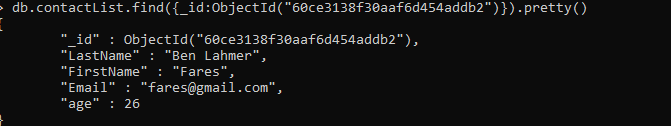 > db.contactList.find({_id:ObjectId("60ce3138f30aaf6d454addb2")}).pretty()
{
"_id" : ObjectId("60ce3138f30aaf6d454addb2"),
"LastName" : "Ben Lahmer",
"FirstName" : "Fares",
"Email" : "fares@gmail.com",
"age" : 26
}